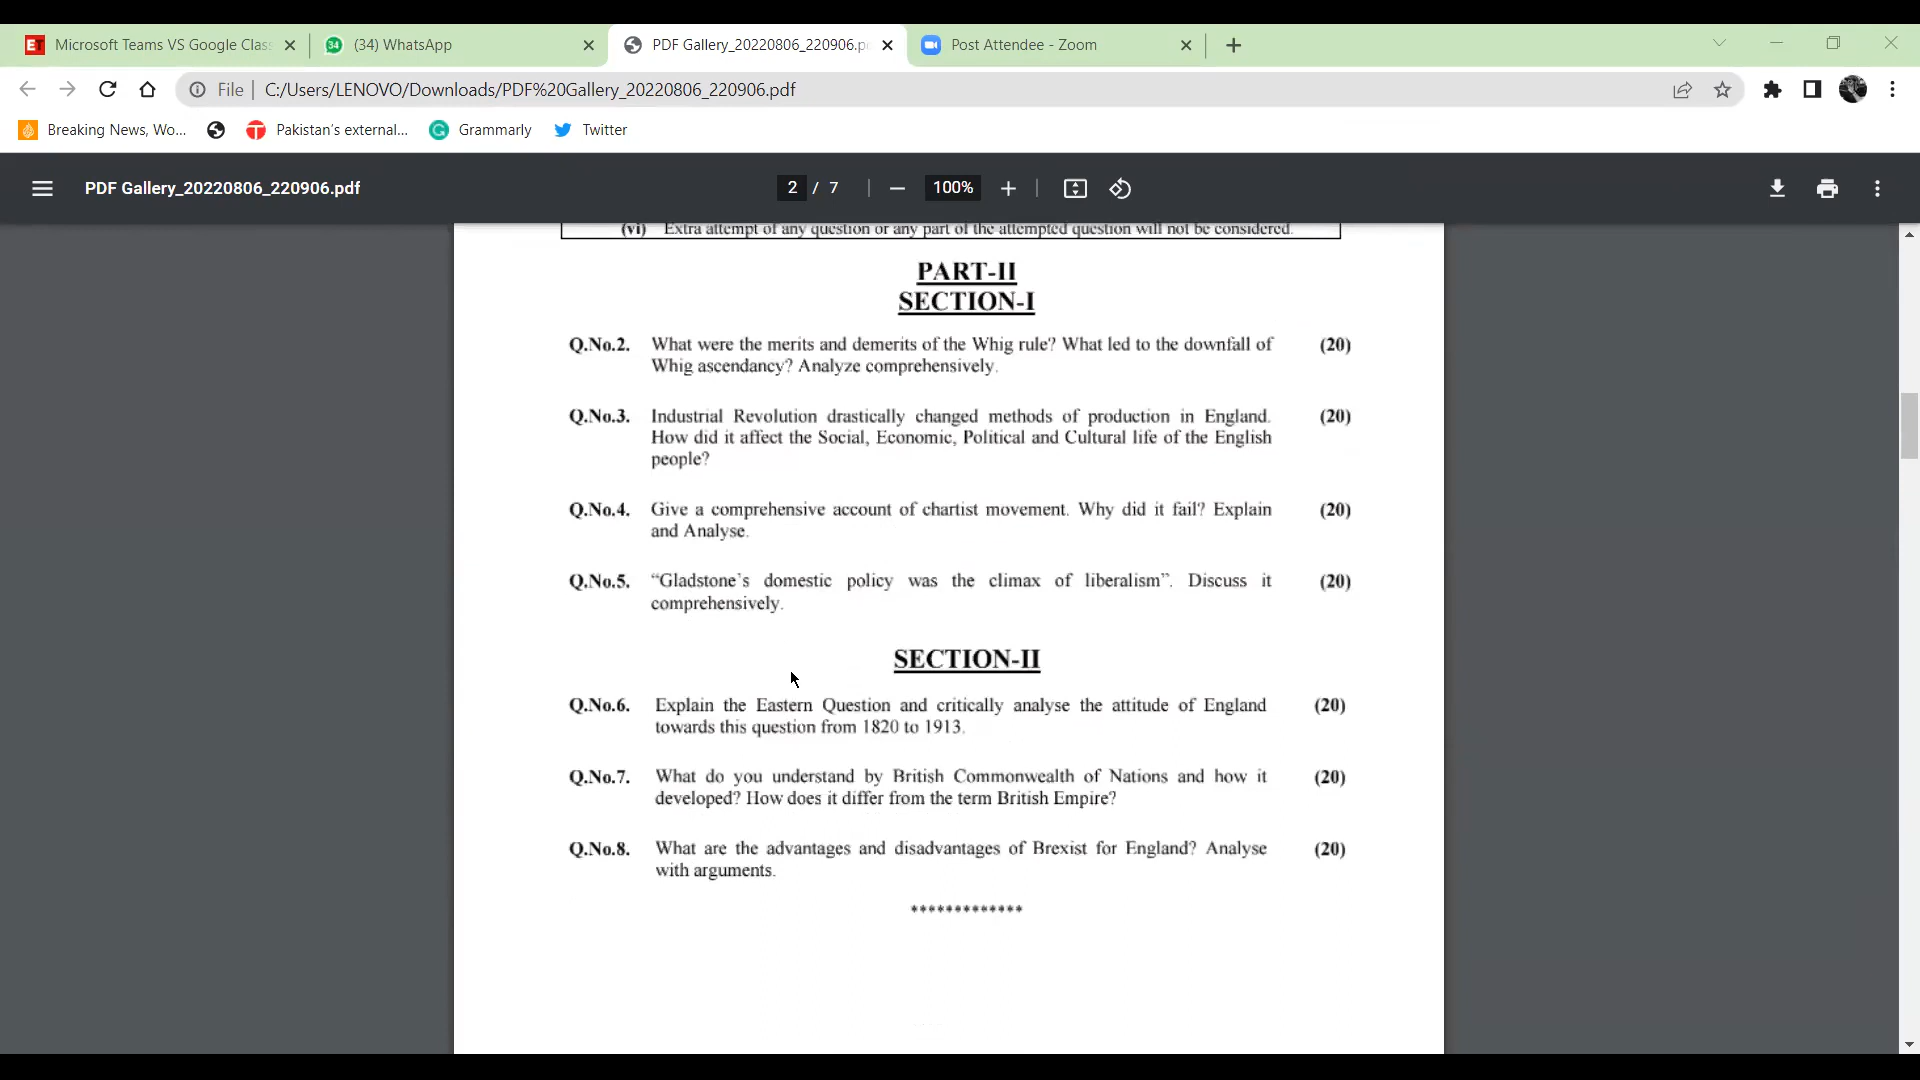 Microsoft Teams VS Google Clas
(34) WhatsApp
PDF Gallery_20220806_220906.p
Post Attendee - Zoom
File
C:/Users/LENOVO/Downloads/PDF%20Gallery_20220806_220906.pdf
Breaking News, Wo...
Pakistan's external...
Grammarly
Twitter
PDF Gallery_20220806_220906.pdf
2 / 7
100%
(vi) Extra attempt of any question or any part of the attempted question will not be considered.
PART-II
SECTION-I
Q.No.2. What were the merits and demerits of the Whig rule? What led to the downfall of (20)
Whig ascendancy? Analyze comprehensively.
Q.No.3. Industrial Revolution drastically changed methods of production in England. (20)
How did it affect the Social, Economic, Political and Cultural life of the English
people?
Q.No.4. Give a comprehensive account of chartist movement. Why did it fail? Explain (20)
and Analyse.
Q.No.5. “Gladstone’s domestic policy was the climax of liberalism”. Discuss it (20)
comprehensively.
SECTION-II
Q.No.6. Explain the Eastern Question and critically analyse the attitude of England (20)
towards this question from 1820 to 1913.
Q.No.7. What do you understand by British Commonwealth of Nations and how it (20)
developed? How does it differ from the term British Empire?
Q.No.8. What are the advantages and disadvantages of Brexist for England? Analyse (20)
with arguments.
*************